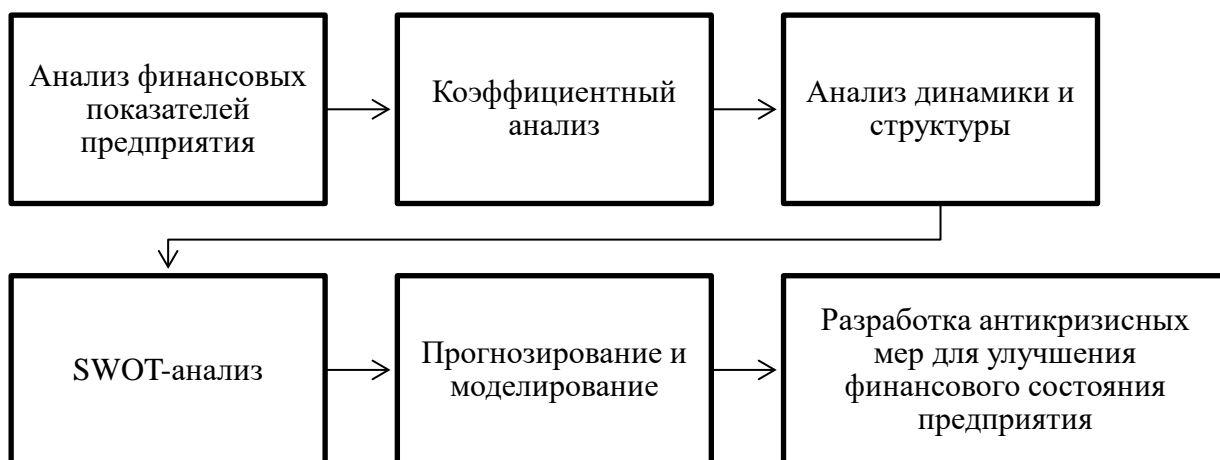 Анализ финансовых
показателей
предприятия
Коэффициентный
анализ
Анализ динамики и
структуры
SWOT-анализ
Прогнозирование и
моделирование
Разработка антикризисных
мер для улучшения
финансового состояния
предприятия